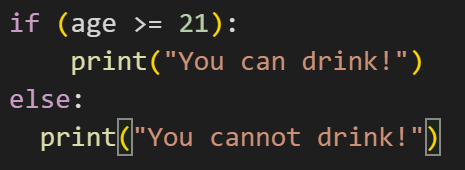 if (age >= 21):
    print("You can drink!")
else:
  print("You cannot drink!")